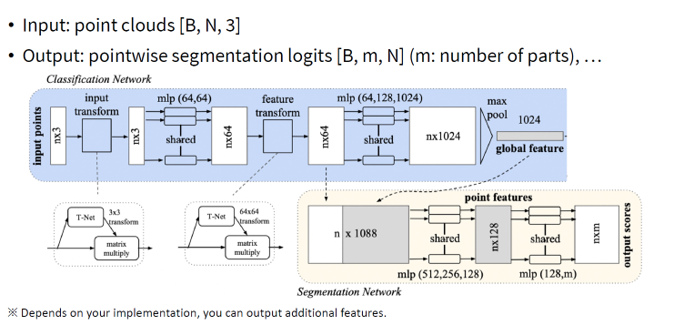 • Input: point clouds [B, N, 3]
• Output: pointwise segmentation logits [B, m, N] (m: number of parts), …
Classification Network
input transform
mlp (64,64)
feature transform
mlp (64,128,1024)
max pool
1024
input points
nx3
nx3
shared
nx64
nx64
shared
nx1024
global feature
T-Net
3x3 transform
matrix multiply
T-Net
64x64 transform
matrix multiply
point features
n x 1088
shared
nx128
shared
nxm
output scores
mlp (512,256,128)
mlp (128,m)
Segmentation Network
※ Depends on your implementation, you can output additional features.